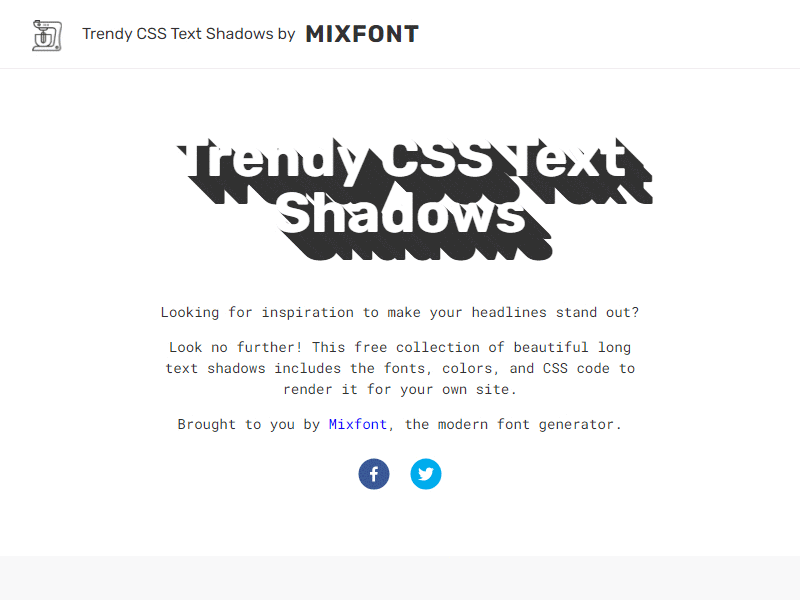 Trendy CSS Text Shadows by MIXFONT
Trendy CSS Text
Shadows
Looking for inspiration to make your headlines stand out?
Look no further! This free collection of beautiful long
text shadows includes the fonts, colors, and CSS code to
render it for your own site.
Brought to you by Mixfont, the modern font generator.